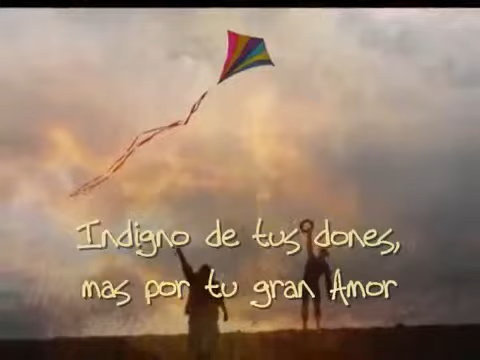 Indigno de tus dones,
mas por tu gran Amor